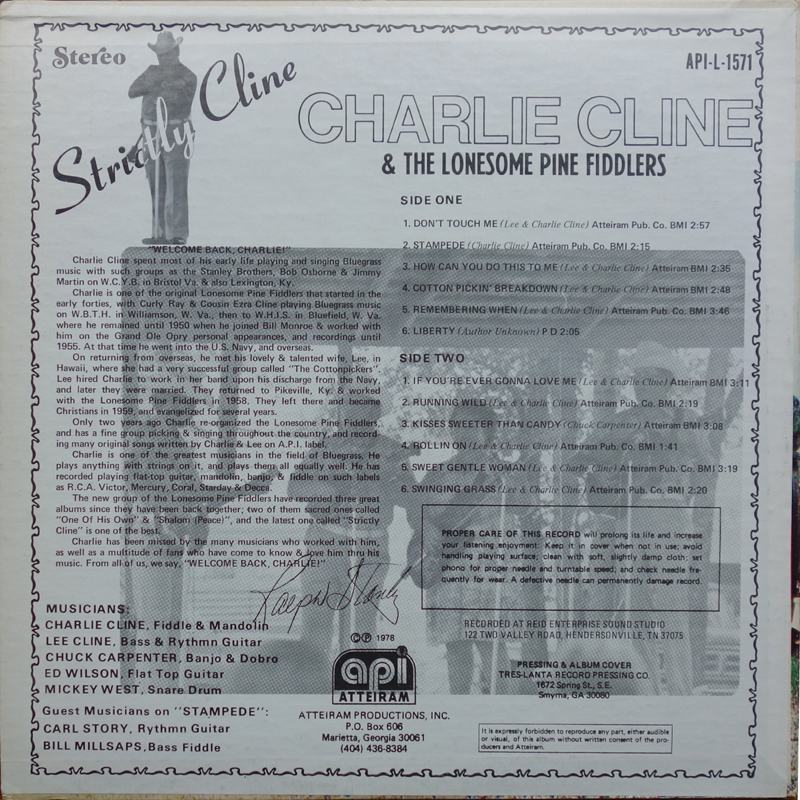 Stereo
API-L-1571
Strictly Cline
CHARLIE CLINE
& THE LONESOME PINE FIDDLERS
"WELCOME BACK, CHARLIE!"
Charlie Cline spent most of his early life playing and singing Bluegrass
music with such groups as the Stanley Brothers, Bob Osborne & Jimmy
Martin on W.C.Y.B. in Bristol Va. & also Lexington, Ky.
Charlie is one of the original Lonesome Pine Fiddlers that started in the
early forties, with Curly Ray & Cousin Ezra Cline playing Bluegrass music
on W.B.T.H. in Williamson, W. Va., then to W.H.I.S. in Bluefield, W. Va.
where he remained until 1950 when he joined Bill Monroe & worked with
him on the Grand Ole Opry personal appearances, and recordings until
1955. At that time he went into the U.S. Navy, and overseas.
On returning from overseas, he met his lovely & talented wife, Lee, in
Hawaii, where she had a very successful group called "The Cottonpickers".
Lee hired Charlie to work in her band upon his discharge from the Navy,
and later they were married. They returned to Pikeville, Ky. & worked
with the Lonesome Pine Fiddlers in 1958. They left there and became
Christians in 1959, and evangelized for several years.
Only two years ago Charlie re-organized the Lonesome Pine Fiddlers,
and has a fine group picking & singing throughout the country, and record-
ing many original songs written by Charlie & Lee on A.P.I. label.
Charlie is one of the greatest musicians in the field of Bluegrass. He
plays anything with strings on it, and plays them all equally well. He has
recorded playing flat-top guitar, mandolin, banjo, & fiddle on such labels
as R.C.A. Victor, Mercury, Coral, Starday & Decca.
The new group of the Lonesome Pine Fiddlers have recorded three great
albums since they have been back together; two of them sacred ones called
"One Of His Own" & "Shalom (Peace)", and the latest one called "Strictly
Cline" is one of the best.
Charlie has been missed by the many musicians who worked with him,
as well as a multitude of fans who have come to know & love him thru his
music. From all of us, we say, "WELCOME BACK, CHARLIE!"
Ralph Stanley
MUSICIANS:
CHARLIE CLINE, Fiddle & Mandolin
LEE CLINE, Bass & Rythmn Guitar
CHUCK CARPENTER, Banjo & Dobro
ED WILSON, Flat Top Guitar
MICKEY WEST, Snare Drum
Guest Musicians on "STAMPEDE":
CARL STORY, Rythmn Guitar
BILL MILLSAPS, Bass Fiddle
SIDE ONE
1. DON'T TOUCH ME (Lee & Charlie Cline) Atteiram Pub. Co. BMI 2:57
2. STAMPEDE (Charlie Cline) Atteiram Pub. Co. BMI 2:15
3. HOW CAN YOU DO THIS TO ME (Lee & Charlie Cline) Atteiram BMI 2:35
4. COTTON PICKIN' BREAKDOWN (Lee & Charlie Cline) Atteiram BMI 2:48
5. REMEMBERING WHEN (Lee & Charlie Cline) Atteiram Pub. Co. BMI 3:46
6. LIBERTY (Author Unknown) P D 2:05
SIDE TWO
1. IF YOU'RE EVER GONNA LOVE ME (Lee & Charlie Cline) Atteiram BMI 3:11
2. RUNNING WILD (Lee & Charlie Cline) Atteiram Pub. Co. BMI 2:19
3. KISSES SWEETER THAN CANDY (Chuck Carpenter) Atteiram BMI 3:08
4. ROLLIN ON (Lee & Charlie Cline) Atteiram Pub. Co. BMI 1:41
5. SWEET GENTLE WOMAN (Lee & Charlie Cline) Atteiram Pub. Co. BMI 3:19
6. SWINGING GRASS (Lee & Charlie Cline) Atteiram Pub. Co. BMI 2:20
PROPER CARE OF THIS RECORD will prolong its life and increase
your listening enjoyment: Keep it in cover when not in use; avoid
handling playing surface; clean with soft, slightly damp cloth; set
phono for proper needle and turntable speed; and check needle fre-
quently for wear. A defective needle can permanently damage record.
RECORDED AT REID ENTERPRISE SOUND STUDIO
122 TWO VALLEY ROAD, HENDERSONVILLE, TN 37075
© ℗ 1978
api
ATTEIRAM
ATTEIRAM PRODUCTIONS, INC.
P.O. Box 606
Marietta, Georgia 30061
(404) 436-8384
PRESSING & ALBUM COVER
TRES-LANTA RECORD PRESSING CO.
1672 Spring St., S.E.
Smyrna, GA 30080
It is expressly forbidden to reproduce any part, either audible
or visual, of this album without written consent of the pro-
ducers and Atteiram.